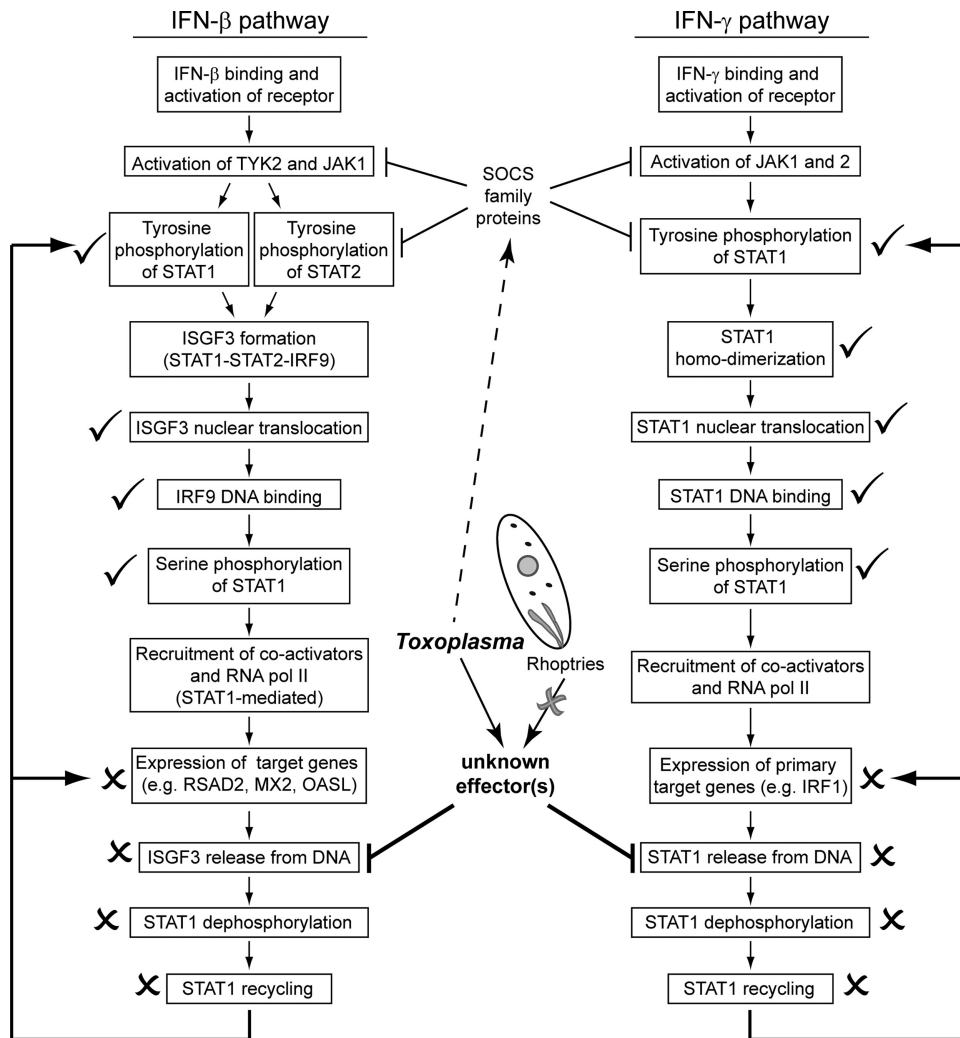 IFN-β pathway
IFN-β binding and
activation of receptor
Activation of TYK2 and JAK1
Tyrosine
phosphorylation
of STAT1
Tyrosine
phosphorylation
of STAT2
ISGF3 formation
(STAT1-STAT2-IRF9)
ISGF3 nuclear translocation
IRF9 DNA binding
Serine phosphorylation
of STAT1
Recruitment of co-activators
and RNA pol II
(STAT1-mediated)
Expression of target genes
(e.g. RSAD2, MX2, OASL)
ISGF3 release from DNA
STAT1 dephosphorylation
STAT1 recycling
SOCS
family
proteins
Toxoplasma
Rhoptries
unknown
effector(s)
IFN-γ pathway
IFN-γ binding and
activation of receptor
Activation of JAK1 and 2
Tyrosine phosphorylation
of STAT1
STAT1
homo-dimerization
STAT1 nuclear translocation
STAT1 DNA binding
Serine phosphorylation
of STAT1
Recruitment of co-activators
and RNA pol II
Expression of primary
target genes (e.g. IRF1)
STAT1 release from DNA
STAT1 dephosphorylation
STAT1 recycling